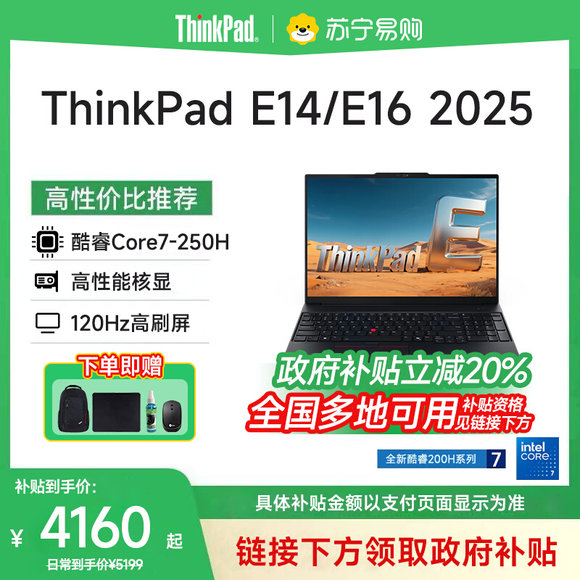 ThinkPad 苏宁易购
ThinkPad E14/E16 2025
高性价比推荐
酷睿Core7-250H
高性能核显
120Hz高刷屏
ThinkPad E
下单即赠
政府补贴立减20%
全国多地可用 补贴资格
见链接下方
全新酷睿200H系列 7
intel
CORE
7
补贴到手价:
¥ 4160 起
日常到手价¥5199
具体补贴金额以支付页面显示为准
链接下方领取政府补贴